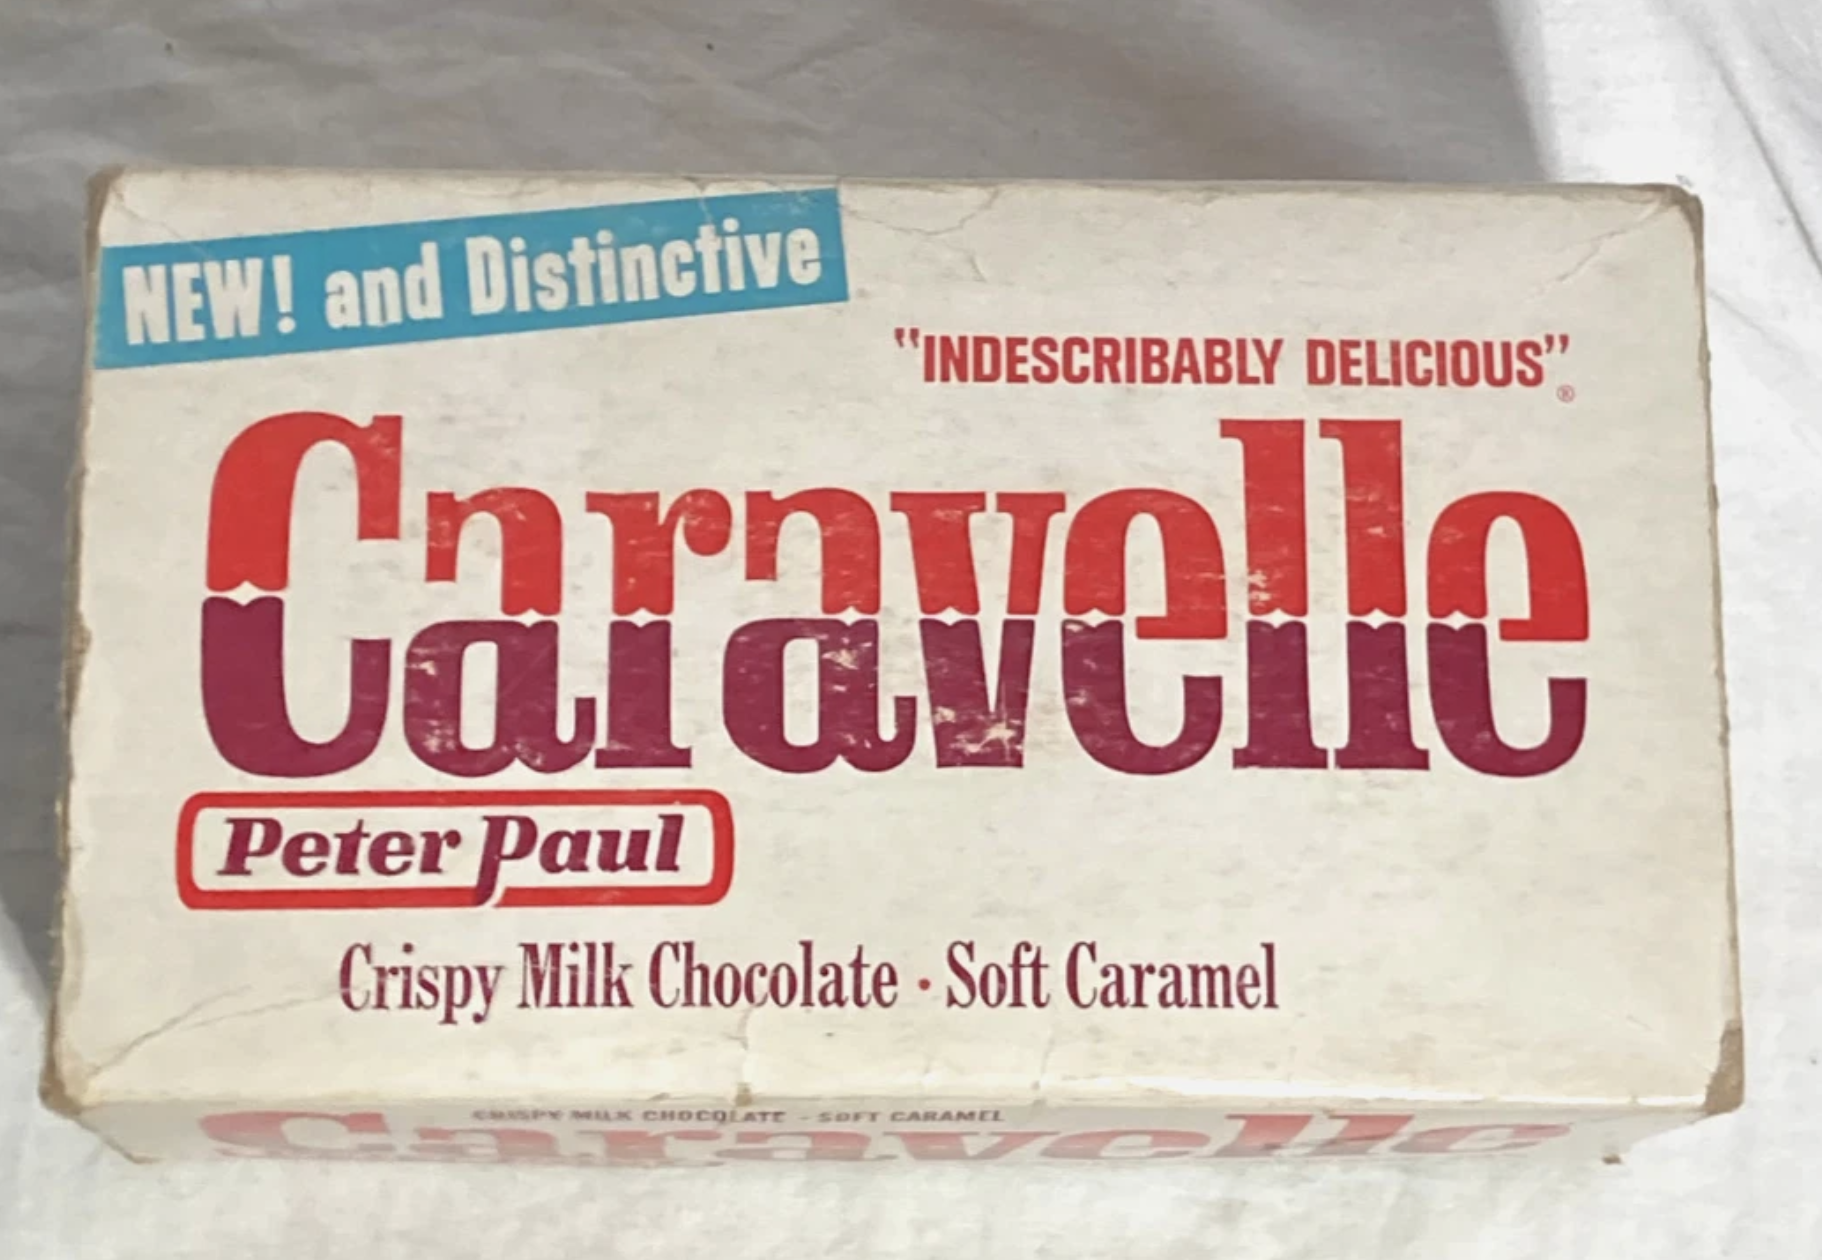 NEW! and Distinctive
"INDESCRIBABLY DELICIOUS"®
Caravelle
Peter Paul
Crispy Milk Chocolate · Soft Caramel
CRISPY MILK CHOCOLATE - SOFT CARAMEL
Caravelle